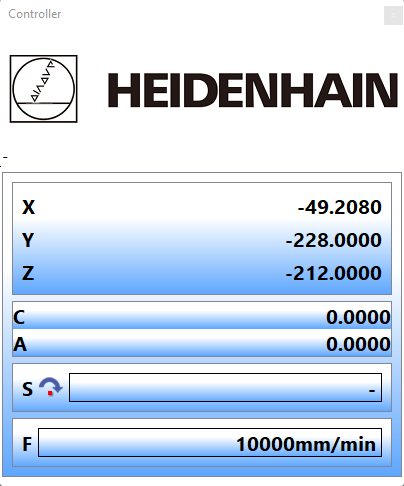 Controller
x
HEIDENHAIN
-
X -49.2080
Y -228.0000
Z -212.0000
C 0.0000
A 0.0000
S -
F 10000mm/min